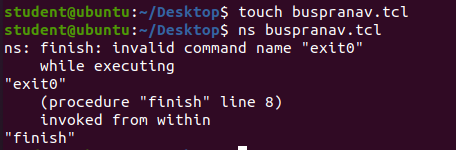 student@ubuntu:~/Desktop$ touch buspranav.tcl
student@ubuntu:~/Desktop$ ns buspranav.tcl
ns: finish: invalid command name "exit0"
    while executing
"exit0"
    (procedure "finish" line 8)
    invoked from within
"finish"